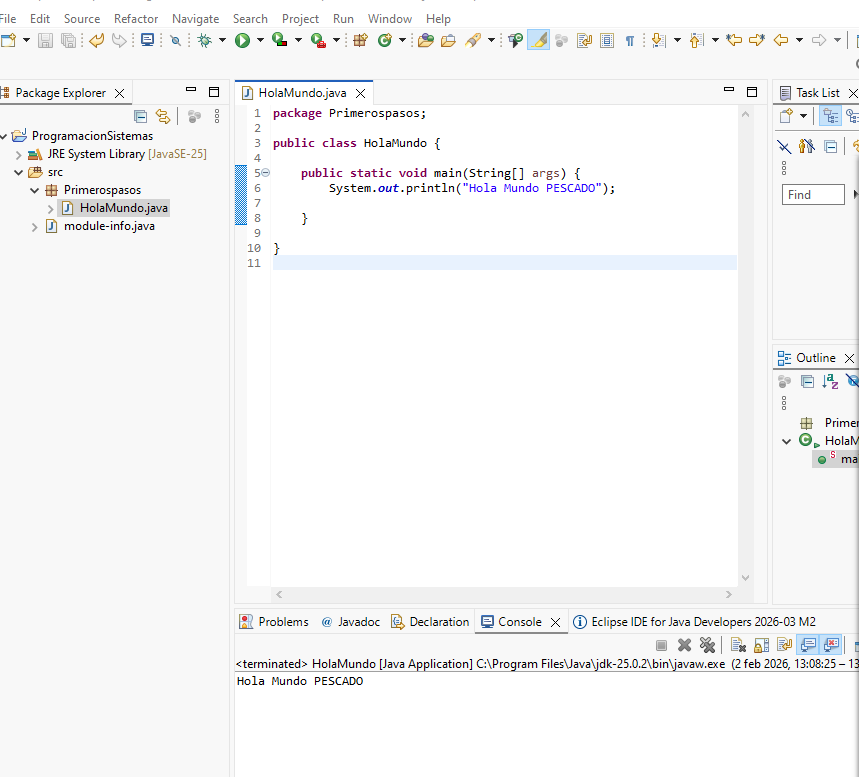 File Edit Source Refactor Navigate Search Project Run Window Help
Package Explorer
ProgramacionSistemas
JRE System Library [JavaSE-25]
src
Primerospasos
HolaMundo.java
module-info.java
HolaMundo.java
1 package Primerospasos;
2
3 public class HolaMundo {
4
5 public static void main(String[] args) {
6 System.out.println("Hola Mundo PESCADO");
7
8 }
9
10 }
11
Task List
Find
Outline
Primer
HolaM
S ma
Problems @ Javadoc Declaration Console Eclipse IDE for Java Developers 2026-03 M2
<terminated> HolaMundo [Java Application] C:\Program Files\Java\jdk-25.0.2\bin\javaw.exe (2 feb 2026, 13:08:25 – 13
Hola Mundo PESCADO